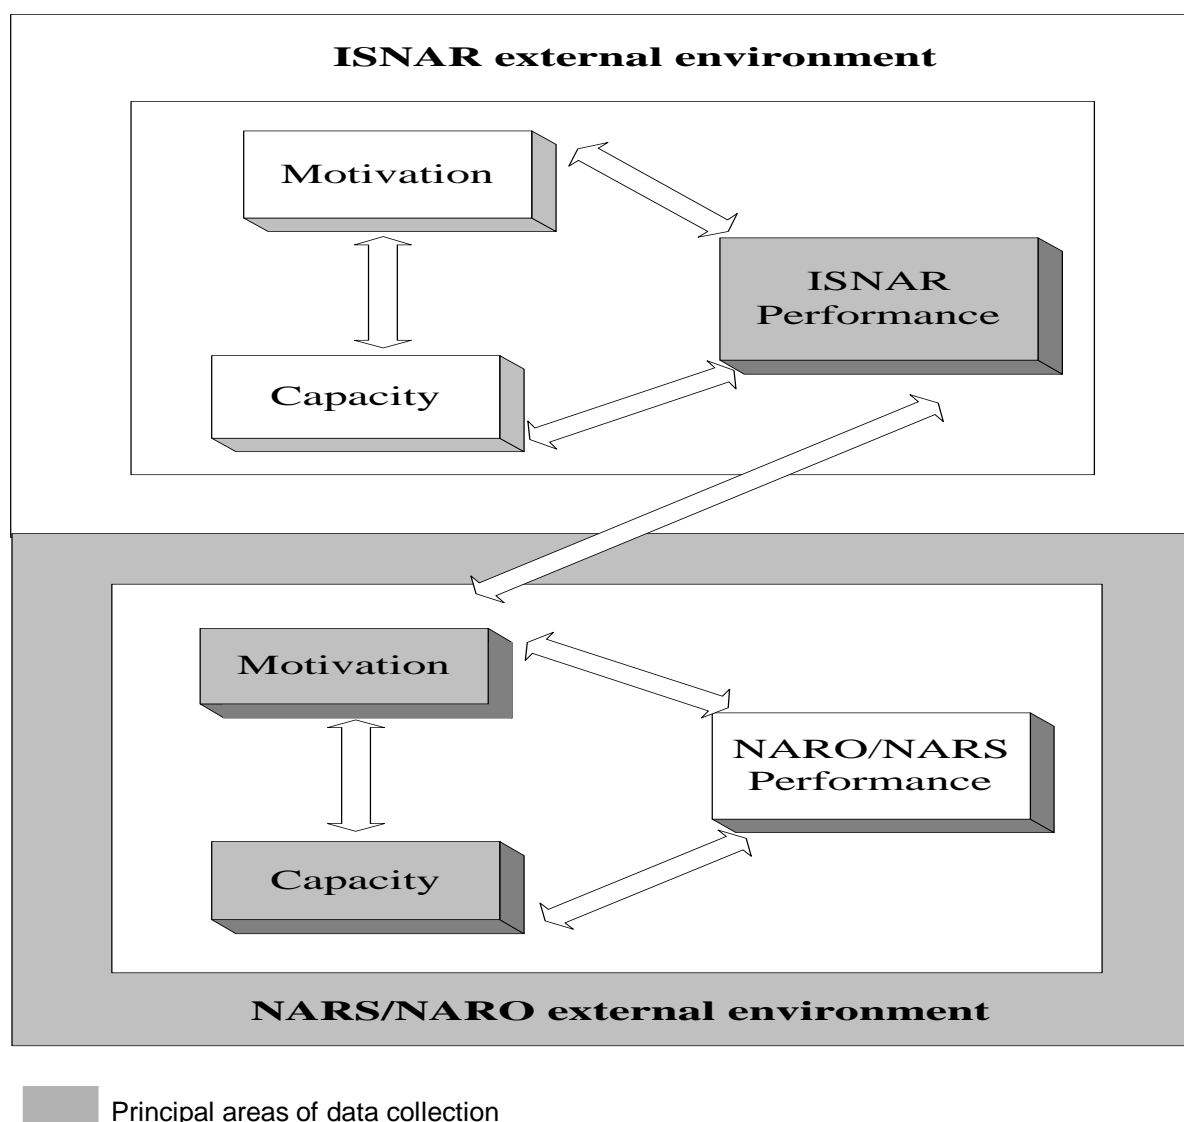 ISNAR external environment
Motivation
ISNAR
Performance
Capacity
Motivation
NARO/NARS
Performance
Capacity
NARS/NARO external environment
Principal areas of data collection